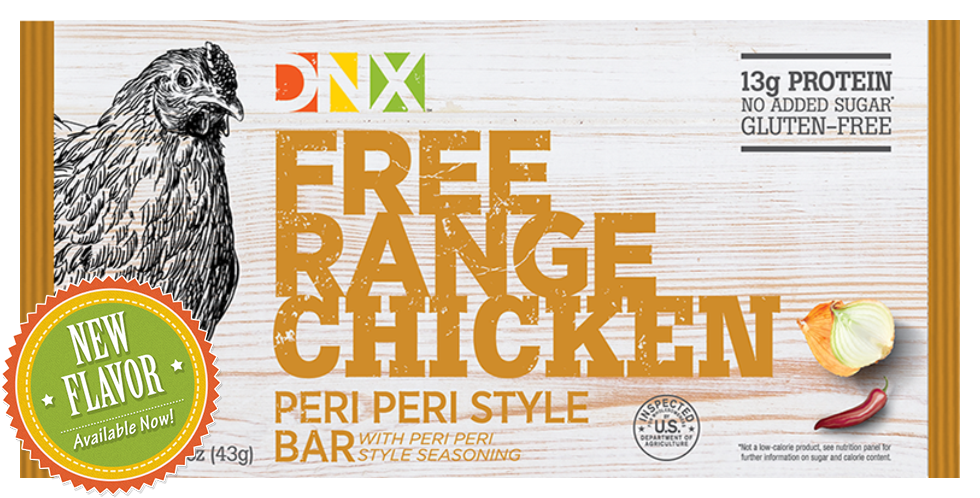 DNX
13g PROTEIN
NO ADDED SUGAR*
GLUTEN-FREE
FREE
RANGE
CHICKEN
PERI PERI STYLE
BAR WITH PERI PERI
STYLE SEASONING
NEW
FLAVOR
Available Now!
oz (43g)
INSPECTED
BY
U.S.
DEPARTMENT OF
AGRICULTURE
*Not a low-calorie product, see nutrition panel for
further information on sugar and calorie content.